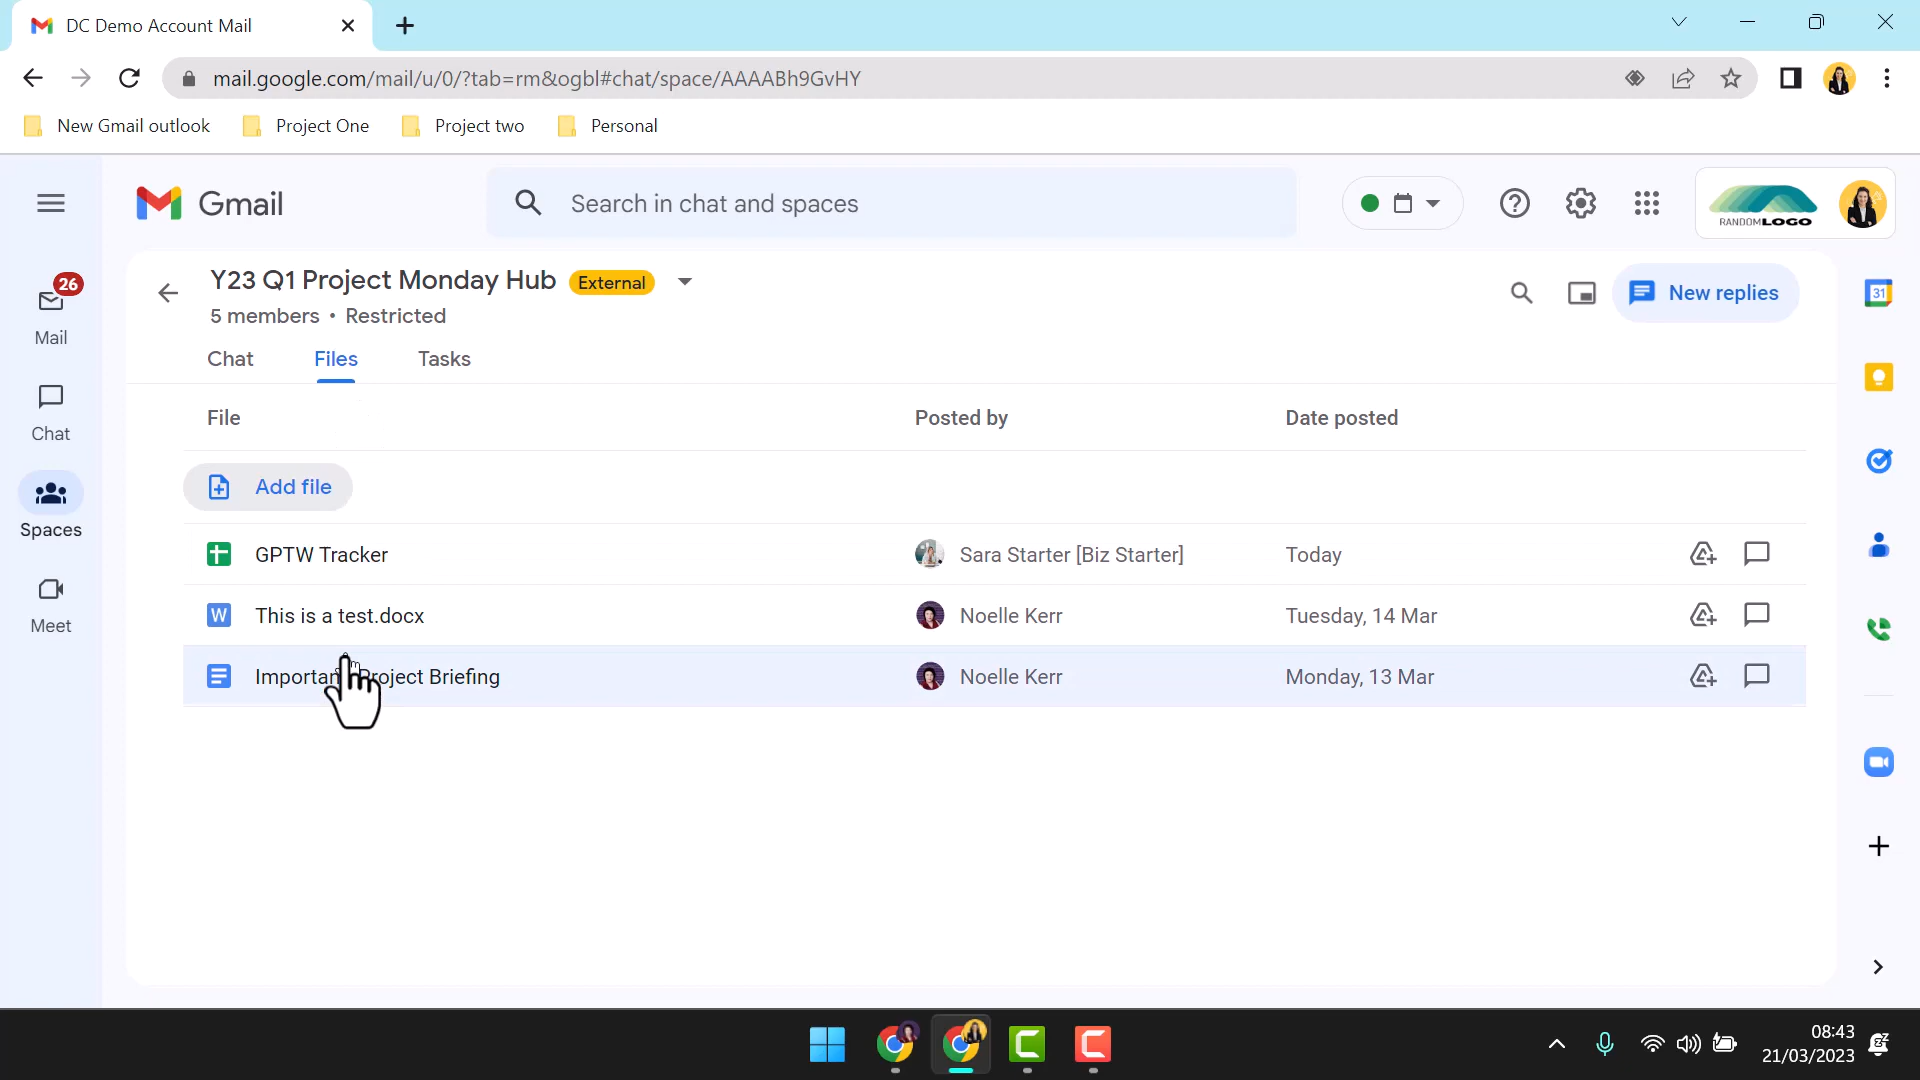 DC Demo Account Mail
mail.google.com/mail/u/0/?tab=rm&ogbl#chat/space/AAAABh9GvHY
New Gmail outlook
Project One
Project two
Personal
Gmail
Search in chat and spaces
RANDOMLOGO
26
Mail
Chat
Spaces
Meet
Y23 Q1 Project Monday Hub
External
5 members • Restricted
New replies
31
Chat
Files
Tasks
File
Posted by
Date posted
Add file
GPTW Tracker
Sara Starter [Biz Starter]
Today
W
This is a test.docx
Noelle Kerr
Tuesday, 14 Mar
Important Project Briefing
Noelle Kerr
Monday, 13 Mar
08:43
21/03/2023